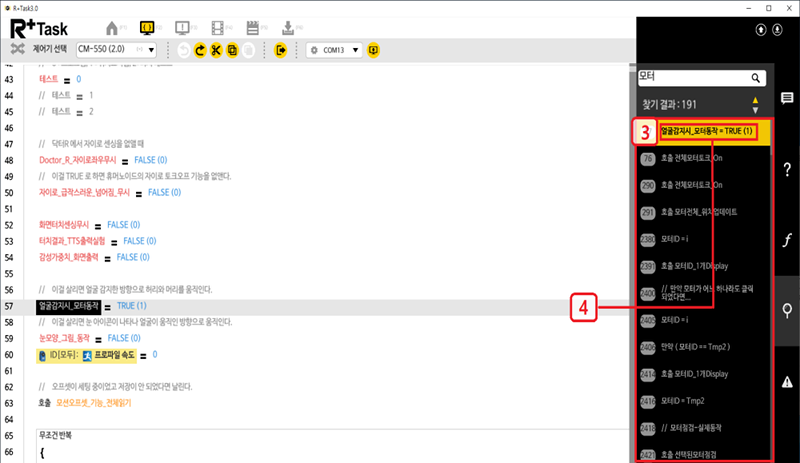 R+Task3.0
R+Task
제어기 선택
CM-550 (2.0)
COM13
43 테스트 = 0
44 // 테스트 = 1
45 // 테스트 = 2
46
47 // 닥터R 에서 자이로 센싱을 없앨 때
48 Doctor_R_자이로좌우무시 = FALSE (0)
49 // 이걸 TRUE 로 하면 휴머노이드의 자이로 토크오프 기능을 없앤다.
50 자이로_급작스러운_넘어짐_무시 = FALSE (0)
51
52 화면터치센싱무시 = FALSE (0)
53 터치결과_TTS출력실험 = FALSE (0)
54 감성가중치_화면출력 = FALSE (0)
55
56 // 이걸 살리면 얼굴 감지한 방향으로 허리와 머리를 움직인다.
57 얼굴감지시_모터동작 = TRUE (1)
58 // 이걸 살리면 눈 아이콘이 나타나 얼굴이 움직인 방향으로 움직인다.
59 눈모양_그림_동작 = FALSE (0)
60 ID[모두] : 프로파일 속도 = 0
61
62 // 오프셋이 세팅 중이었고 저장이 안 되었다면 날린다.
63 호출 모션오프셋_기능_전체읽기
64
65 무조건 반복
66 {
모터
찾기 결과 : 191
3 얼굴감지시_모터동작 = TRUE (1)
76 호출 전체모터토크_On
290 호출 전체모터토크_On
291 호출 모터전체_위치업데이트
2380 모터ID = i
2391 호출 모터ID_1개Display
2400 // 만약 모터가 어느 하나라도 클릭
되었다면...
4
2405 모터ID = i
2406 만약 ( 모터ID == Tmp2 )
2414 호출 모터ID_1개Display
2416 모터ID = Tmp2
2418 // 모터점검-실제동작
2421 호출 선택된모터점검